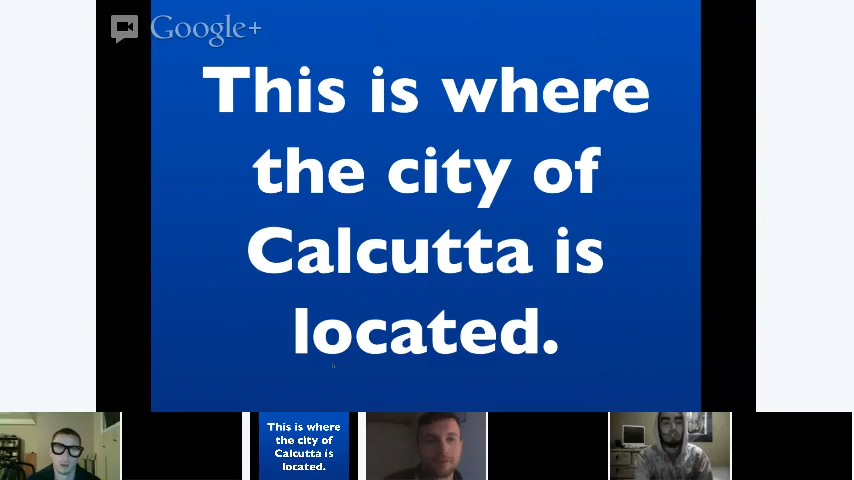 Google+
This is where
the city of
Calcutta is
located.
This is where
the city of
Calcutta is
located.